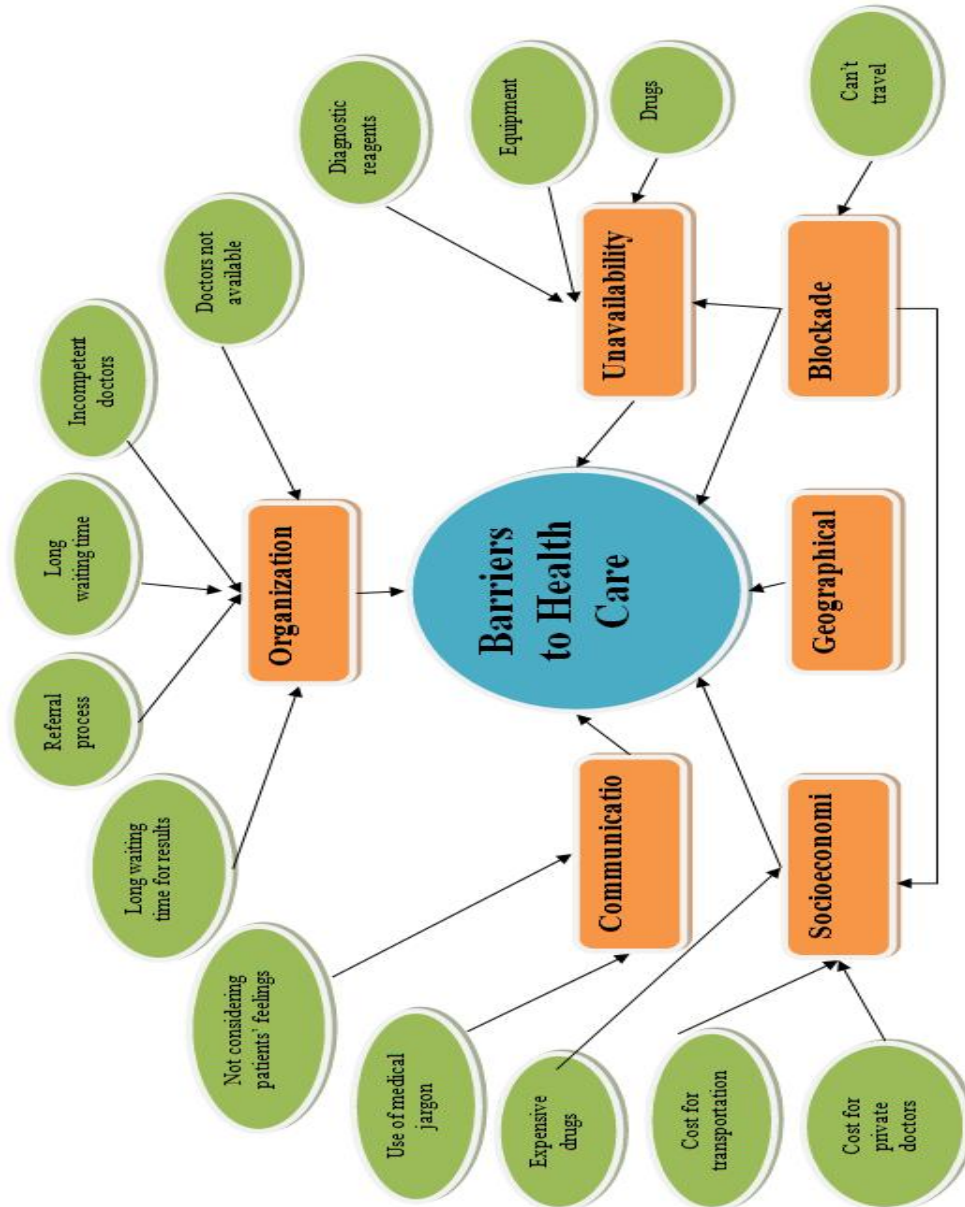 Referral
process
Long
waiting time
Incompetent
doctors
Long waiting
time for results
Doctors not
available
Not considering
patients' feelings
Organization
Diagnostic
reagents
Use of medical
jargon
Equipment
Expensive
drugs
Barriers
to Health
Care
Communicatio
Unavailability
Drugs
Cost for
transportation
Socioeconomi
Geographical
Blockade
Can't
travel
Cost for
private
doctors